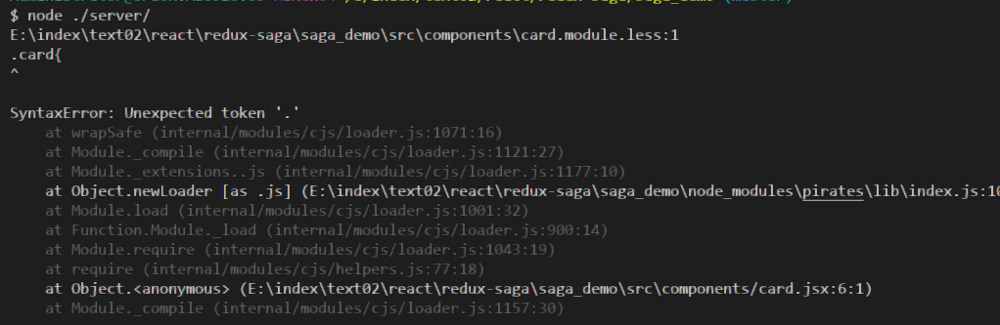 $ node ./server/
E:\index\text02\react\redux-saga\saga_demo\src\components\card.module.less:1
.card{
^
SyntaxError: Unexpected token '.'
at wrapSafe (internal/modules/cjs/loader.js:1071:16)
at Module._compile (internal/modules/cjs/loader.js:1121:27)
at Module._extensions..js (internal/modules/cjs/loader.js:1177:10)
at Object.newLoader [as .js] (E:\index\text02\react\redux-saga\saga_demo\node_modules\pirates\lib\index.js:10
at Module.load (internal/modules/cjs/loader.js:1001:32)
at Function.Module._load (internal/modules/cjs/loader.js:900:14)
at Module.require (internal/modules/cjs/loader.js:1043:19)
at require (internal/modules/cjs/helpers.js:77:18)
at Object.<anonymous> (E:\index\text02\react\redux-saga\saga_demo\src\components/card.jsx:6:1)
at Module._compile (internal/modules/cjs/loader.js:1157:30)